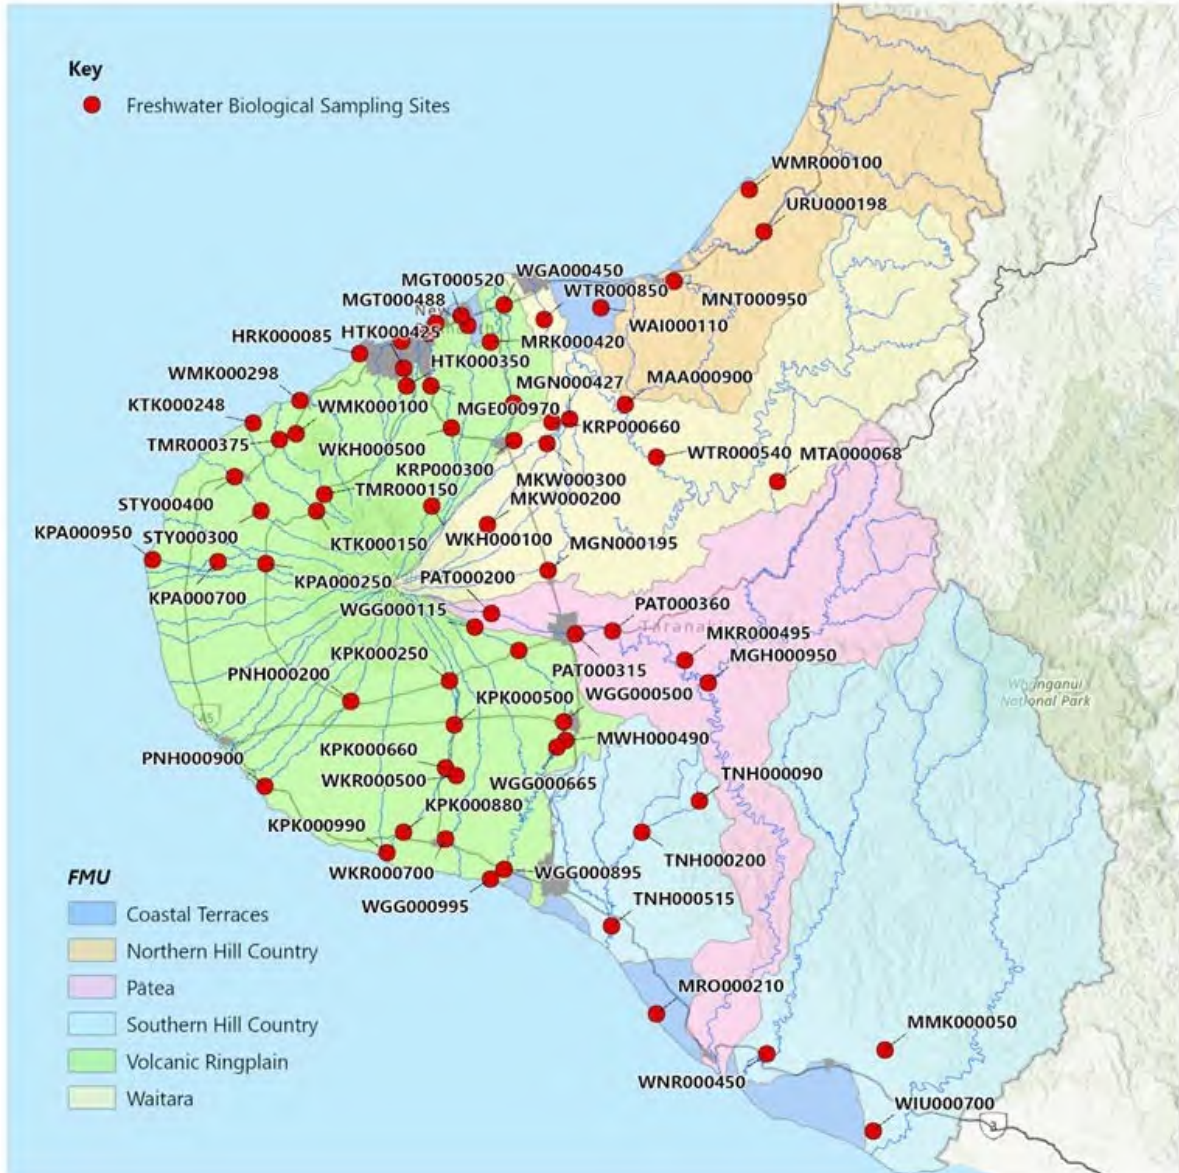 Key
Freshwater Biological Sampling Sites
WMR000100
URU000198
WGA000450
MGT000520
WTR000850
MGT000488
MNT000950
WAI000110
HTK000425
HRK000085
MRK000420
HTK000350
WMK000298
MGN000427
MAA000900
KTK000248
WMK000100
MGE000970
KRP000660
TMR000375
WKH000500
WTR000540
MTA000068
KRP000300
MKW000300
TMR000150
MKW000200
STY000400
KPA000950
STY000300
KTK000150
WKH000100
MGN000195
KPA000250
PAT000200
KPA000700
WGG000115
PAT000360
Taranaki
MKR000495
KPK000250
PAT000315
MGH000950
PNH000200
KPK000500
WGG000500
Whanganui
National Park
45
MWH000490
PNH000900
KPK000660
TNH000090
WKR000500
WGG000665
KPK000880
KPK000990
TNH000200
WKR000700
WGG000895
FMU
TNH000515
WGG000995
Coastal Terraces
Northern Hill Country
Pātea
MRO000210
Southern Hill Country
MMK000050
Volcanic Ringplain
WNR000450
Waitara
WIU000700
3